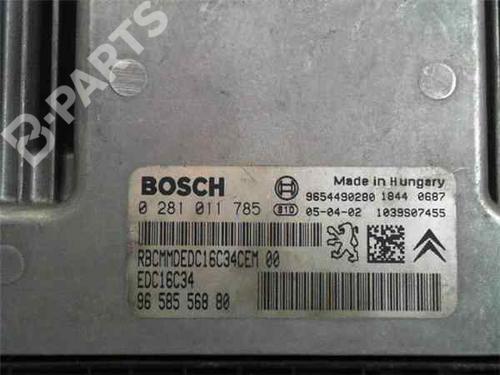 B-PARTS
BOSCH
Made in Hungary
9654490280 1844 0687
0 281 011 785 810 05-04-02 1039S07455
RBCMMDEDC16C34CEM 00
EDC16C34
96 585 568 80